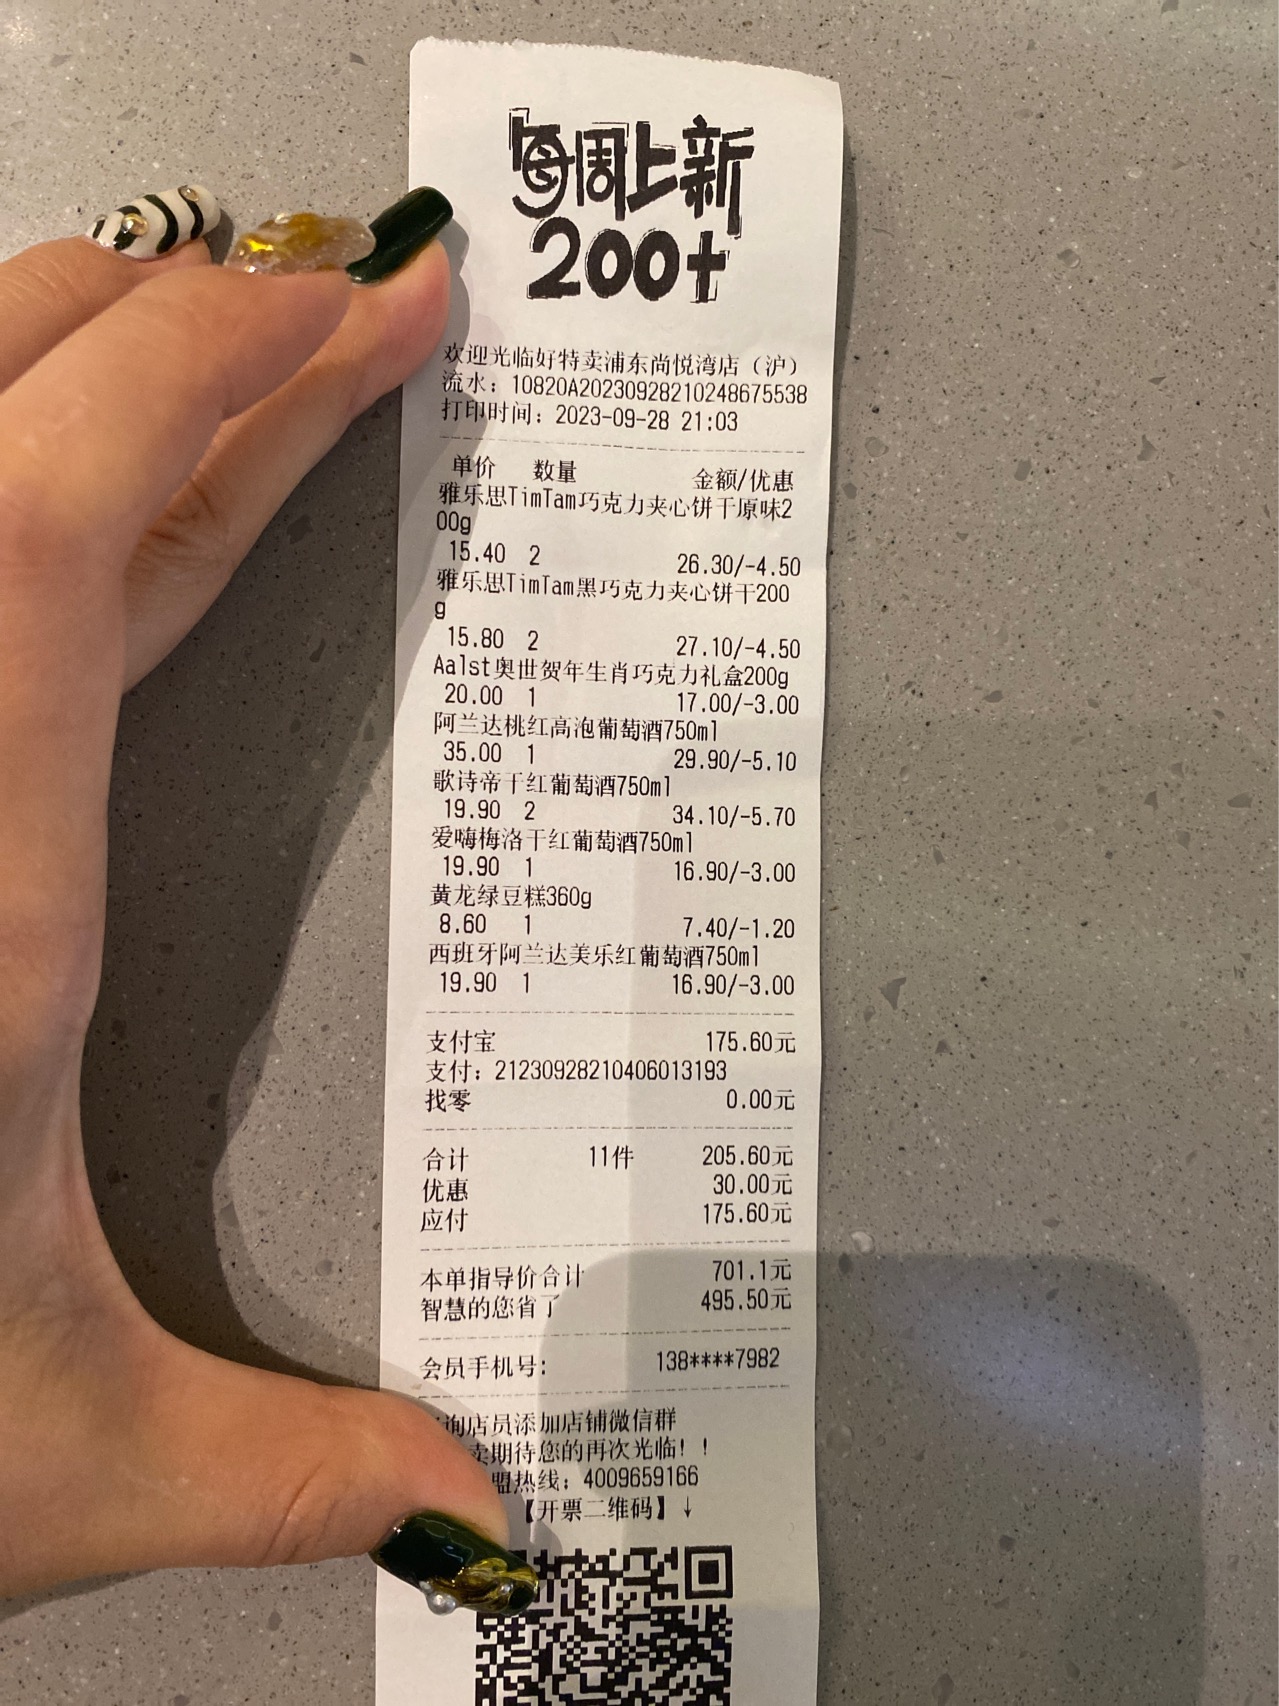 每周上新
200+
欢迎光临好特卖浦东尚悦湾店（沪）
流水：10820A20230928210248675538
打印时间：2023-09-28 21:03
单价 数量 金额/优惠
雅乐思TimTam巧克力夹心饼干原味2
00g
15.40 2 26.30/-4.50
雅乐思TimTam黑巧克力夹心饼干200
g
15.80 2 27.10/-4.50
Aalst奥世贺年生肖巧克力礼盒200g
20.00 1 17.00/-3.00
阿兰达桃红高泡葡萄酒750ml
35.00 1 29.90/-5.10
歌诗帝干红葡萄酒750ml
19.90 2 34.10/-5.70
爱嗨梅洛干红葡萄酒750ml
19.90 1 16.90/-3.00
黄龙绿豆糕360g
8.60 1 7.40/-1.20
西班牙阿兰达美乐红葡萄酒750ml
19.90 1 16.90/-3.00
支付宝 175.60元
支付：21230928210406013193
找零 0.00元
合计 11件 205.60元
优惠 30.00元
应付 175.60元
本单指导价合计 701.1元
智慧的您省了 495.50元
会员手机号: 138****7982
询店员添加店铺微信群
卖期待您的再次光临！！
盟热线：4009659166
【开票二维码】↓